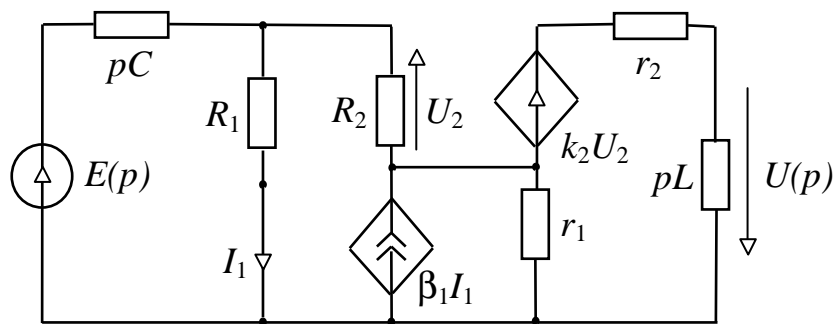 pC
r₂
R₁
R₂
U₂
k₂U₂
E(p)
pL
U(p)
r₁
I₁
β₁I₁